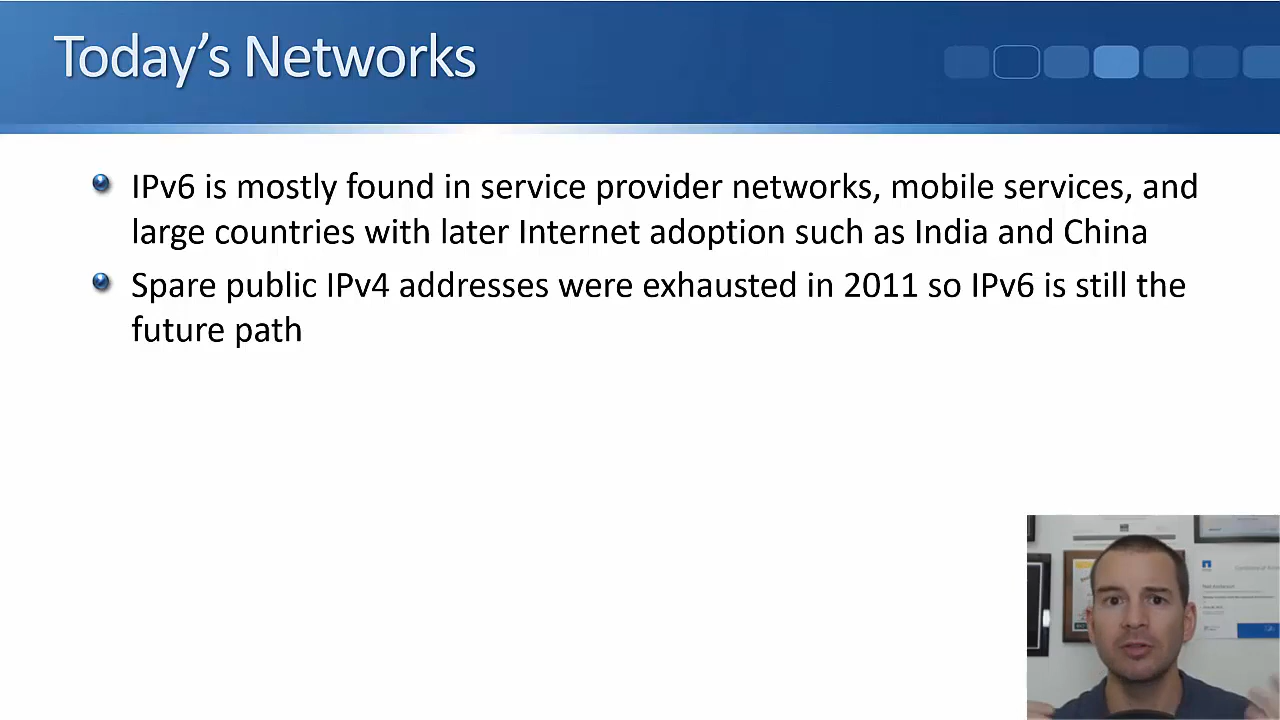 Today's Networks
IPv6 is mostly found in service provider networks, mobile services, and
large countries with later Internet adoption such as India and China
Spare public IPv4 addresses were exhausted in 2011 so IPv6 is still the
future path